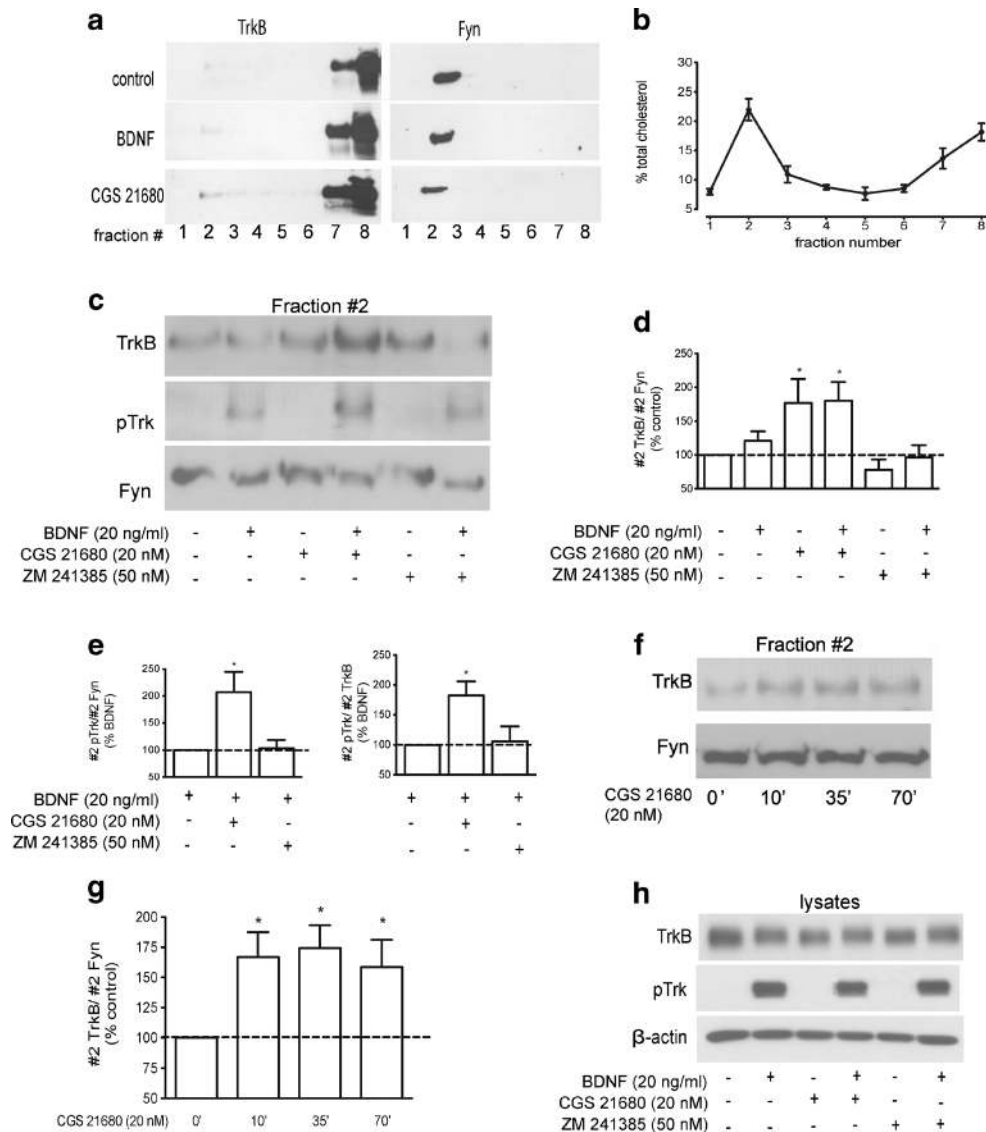 a
TrkB
Fyn
control
BDNF
CGS 21680
fraction #
1 2 3 4 5 6 7 8
1 2 3 4 5 6 7 8
b
% total cholesterol
30
25
20
15
10
5
1 2 3 4 5 6 7 8
fraction number
c
Fraction #2
TrkB
pTrk
Fyn
BDNF (20 ng/ml) - + - + - +
CGS 21680 (20 nM) - - + + - -
ZM 241385 (50 nM) - - - - + +
d
#2 TrkB/ #2 Fyn
(% control)
250
200
150
100
50
* *
BDNF (20 ng/ml) - + - + - +
CGS 21680 (20 nM) - - + + - -
ZM 241385 (50 nM) - - - - + +
e
#2 pTrk/#2 Fyn
(% BDNF)
250
200
150
100
50
*
#2 pTrk/ #2 TrkB
(% BDNF)
250
200
150
100
50
*
BDNF (20 ng/ml) + + + + + +
CGS 21680 (20 nM) - + - - + -
ZM 241385 (50 nM) - - + - - +
f
Fraction #2
TrkB
Fyn
CGS 21680
(20 nM)
0' 10' 35' 70'
g
#2 TrkB/ #2 Fyn
(% control)
200
175
150
125
100
75
50
* * *
CGS 21680 (20 nM) 0' 10' 35' 70'
h
lysates
TrkB
pTrk
β-actin
BDNF (20 ng/ml) - + - + - +
CGS 21680 (20 nM) - - + + - -
ZM 241385 (50 nM) - - - - + +